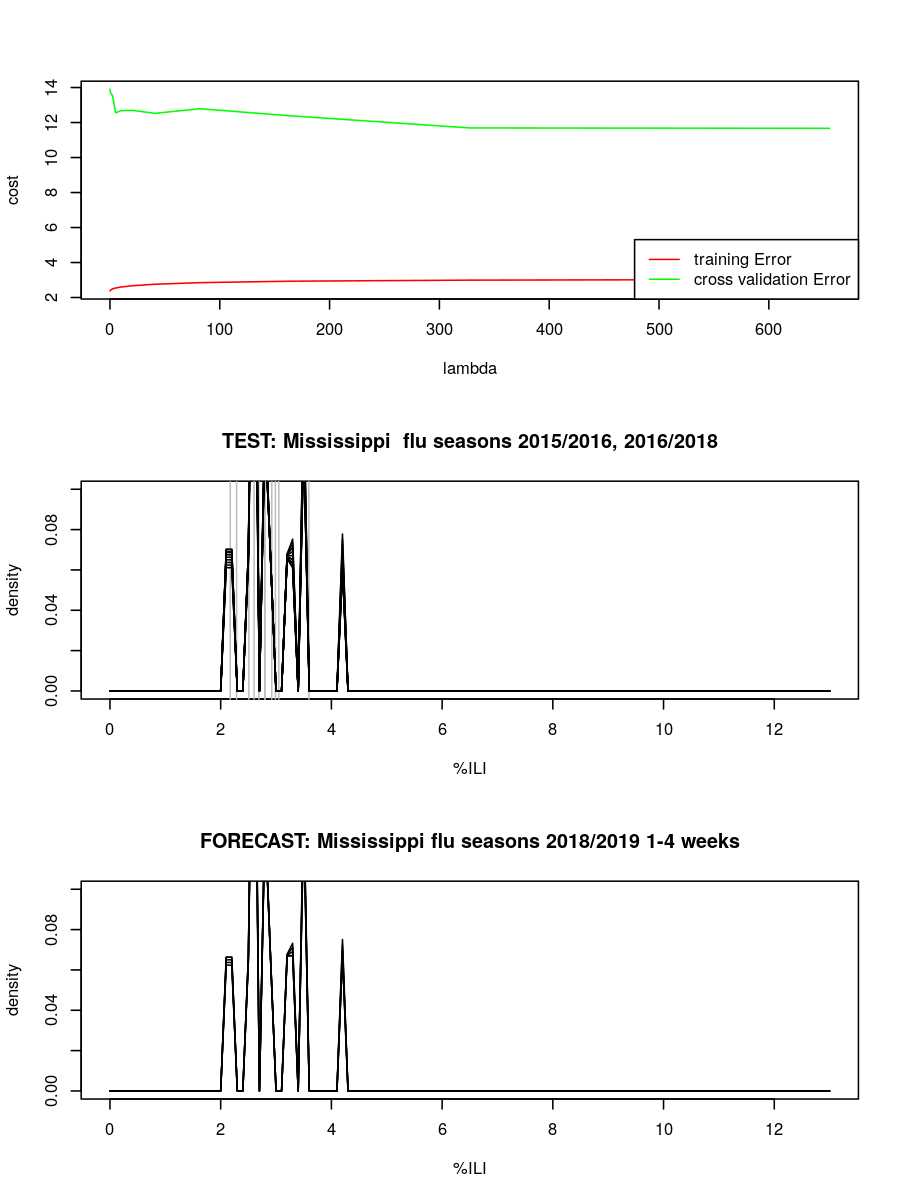 14
12
10
8
6
4
2
cost
training Error
cross validation Error
0 100 200 300 400 500 600
lambda
TEST: Mississippi  flu seasons 2015/2016, 2016/2018
0.08
0.04
0.00
density
0 2 4 6 8 10 12
%ILI
FORECAST: Mississippi flu seasons 2018/2019 1-4 weeks
0.08
0.04
0.00
density
0 2 4 6 8 10 12
%ILI